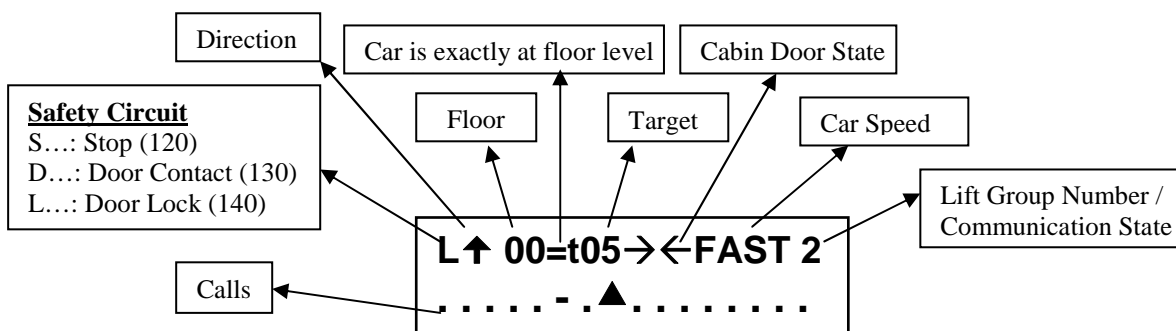 Direction
Car is exactly at floor level
Cabin Door State
Safety Circuit
S…: Stop (120)
D…: Door Contact (130)
L…: Door Lock (140)
Floor
Target
Car Speed
Lift Group Number /
Communication State
L↑ 00=t05→←FAST 2
Calls
. . . . . - . ▲ . . . . . . . .